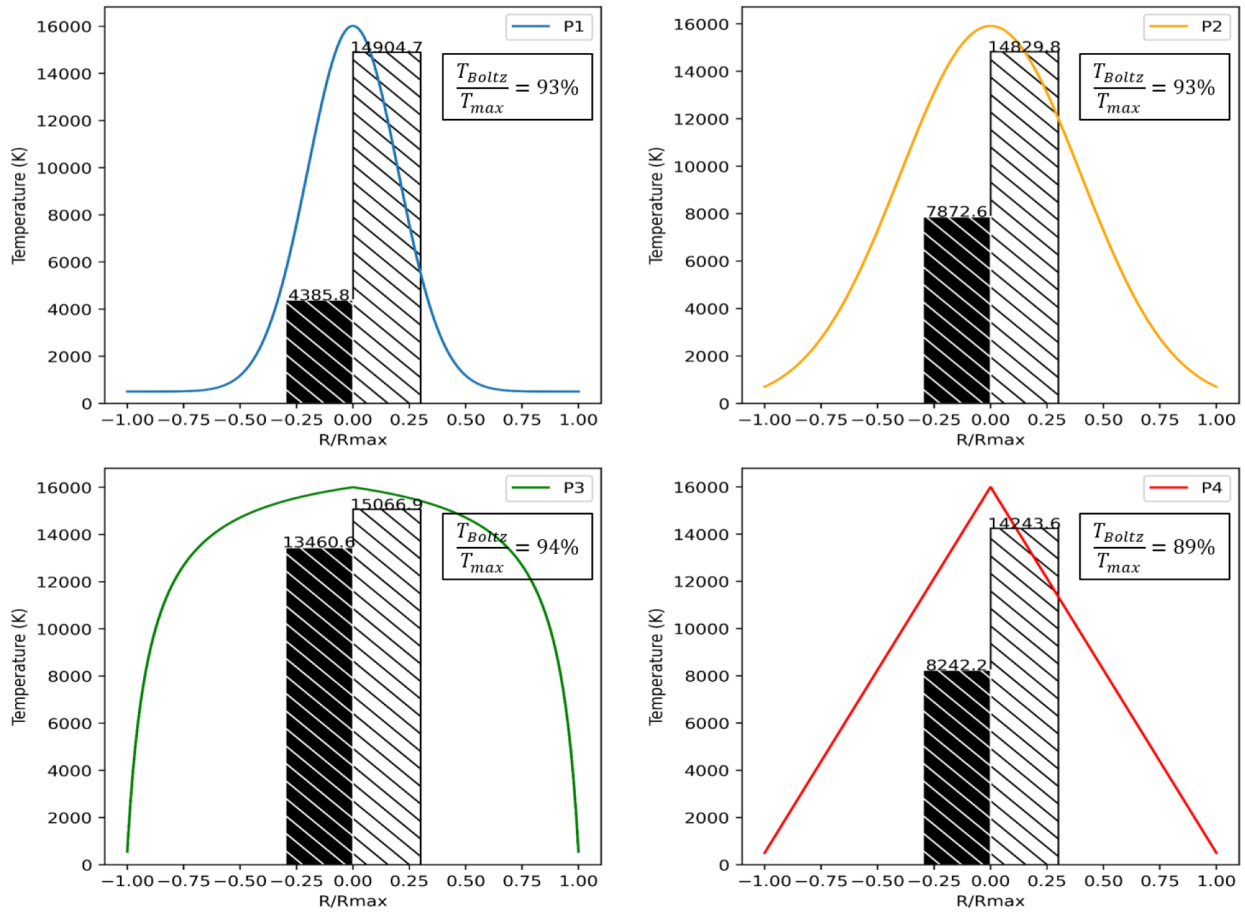 P1
14904.7
T_Boltz / T_max = 93%
4385.8
Temperature (K)
16000
14000
12000
10000
8000
6000
4000
2000
0
−1.00 −0.75 −0.50 −0.25 0.00 0.25 0.50 0.75 1.00
R/Rmax
P2
14829.8
T_Boltz / T_max = 93%
7872.6
Temperature (K)
16000
14000
12000
10000
8000
6000
4000
2000
0
−1.00 −0.75 −0.50 −0.25 0.00 0.25 0.50 0.75 1.00
R/Rmax
P3
15066.9
T_Boltz / T_max = 94%
13460.6
Temperature (K)
16000
14000
12000
10000
8000
6000
4000
2000
0
−1.00 −0.75 −0.50 −0.25 0.00 0.25 0.50 0.75 1.00
R/Rmax
P4
14243.6
T_Boltz / T_max = 89%
8242.2
Temperature (K)
16000
14000
12000
10000
8000
6000
4000
2000
0
−1.00 −0.75 −0.50 −0.25 0.00 0.25 0.50 0.75 1.00
R/Rmax